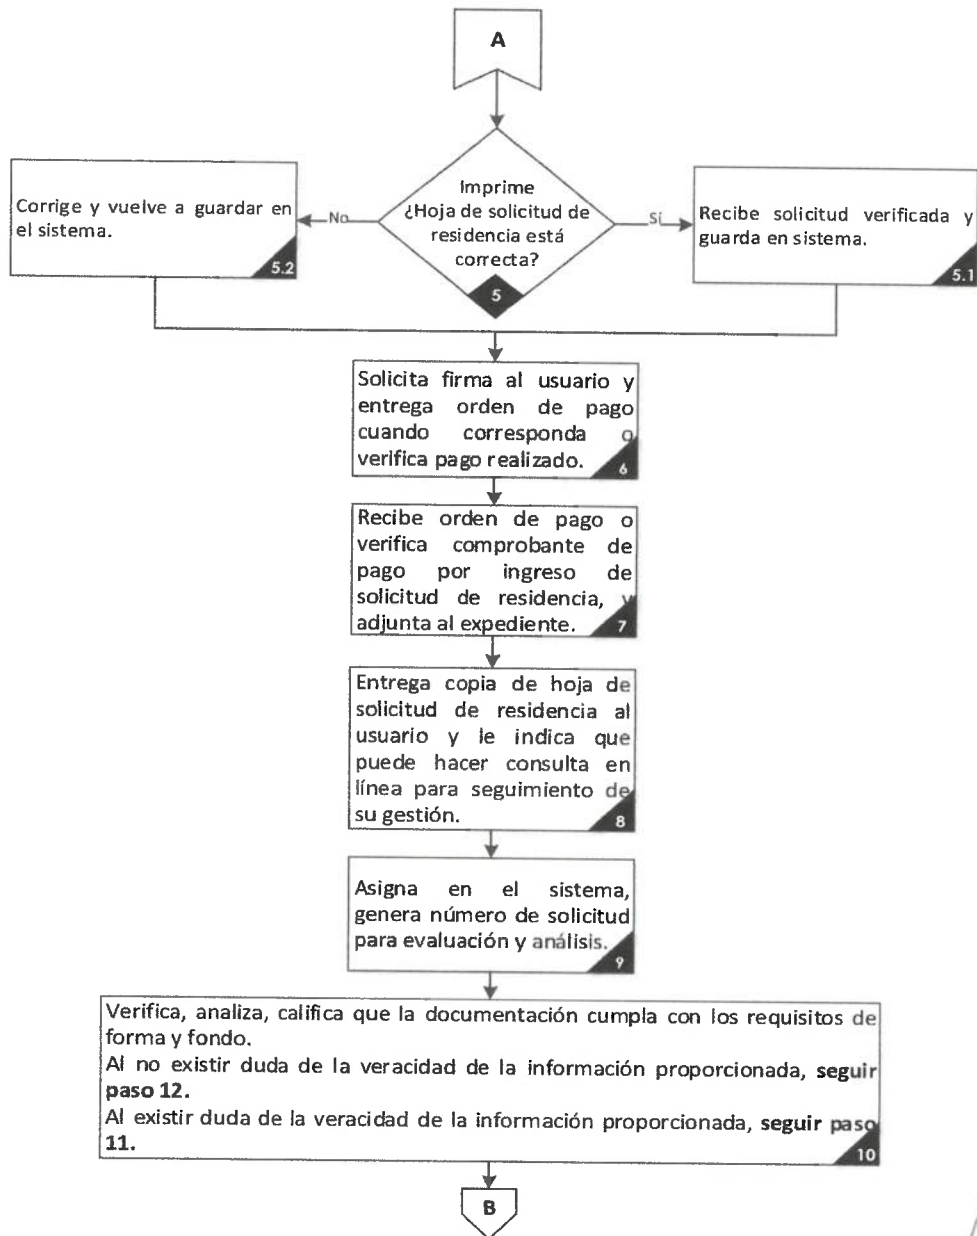 A
Imprime
¿Hoja de solicitud de
residencia está
correcta?
5
No
Sí
Corrige y vuelve a guardar en
el sistema.
5.2
Recibe solicitud verificada y
guarda en sistema.
5.1
Solicita firma al usuario y
entrega orden de pago
cuando corresponda o
verifica pago realizado.
6
Recibe orden de pago o
verifica comprobante de
pago por ingreso de
solicitud de residencia, y
adjunta al expediente.
7
Entrega copia de hoja de
solicitud de residencia al
usuario y le indica que
puede hacer consulta en
línea para seguimiento de
su gestión.
8
Asigna en el sistema,
genera número de solicitud
para evaluación y análisis.
9
Verifica, analiza, califica que la documentación cumpla con los requisitos de
forma y fondo.
Al no existir duda de la veracidad de la información proporcionada, seguir
paso 12.
Al existir duda de la veracidad de la información proporcionada, seguir paso
11.
10
B